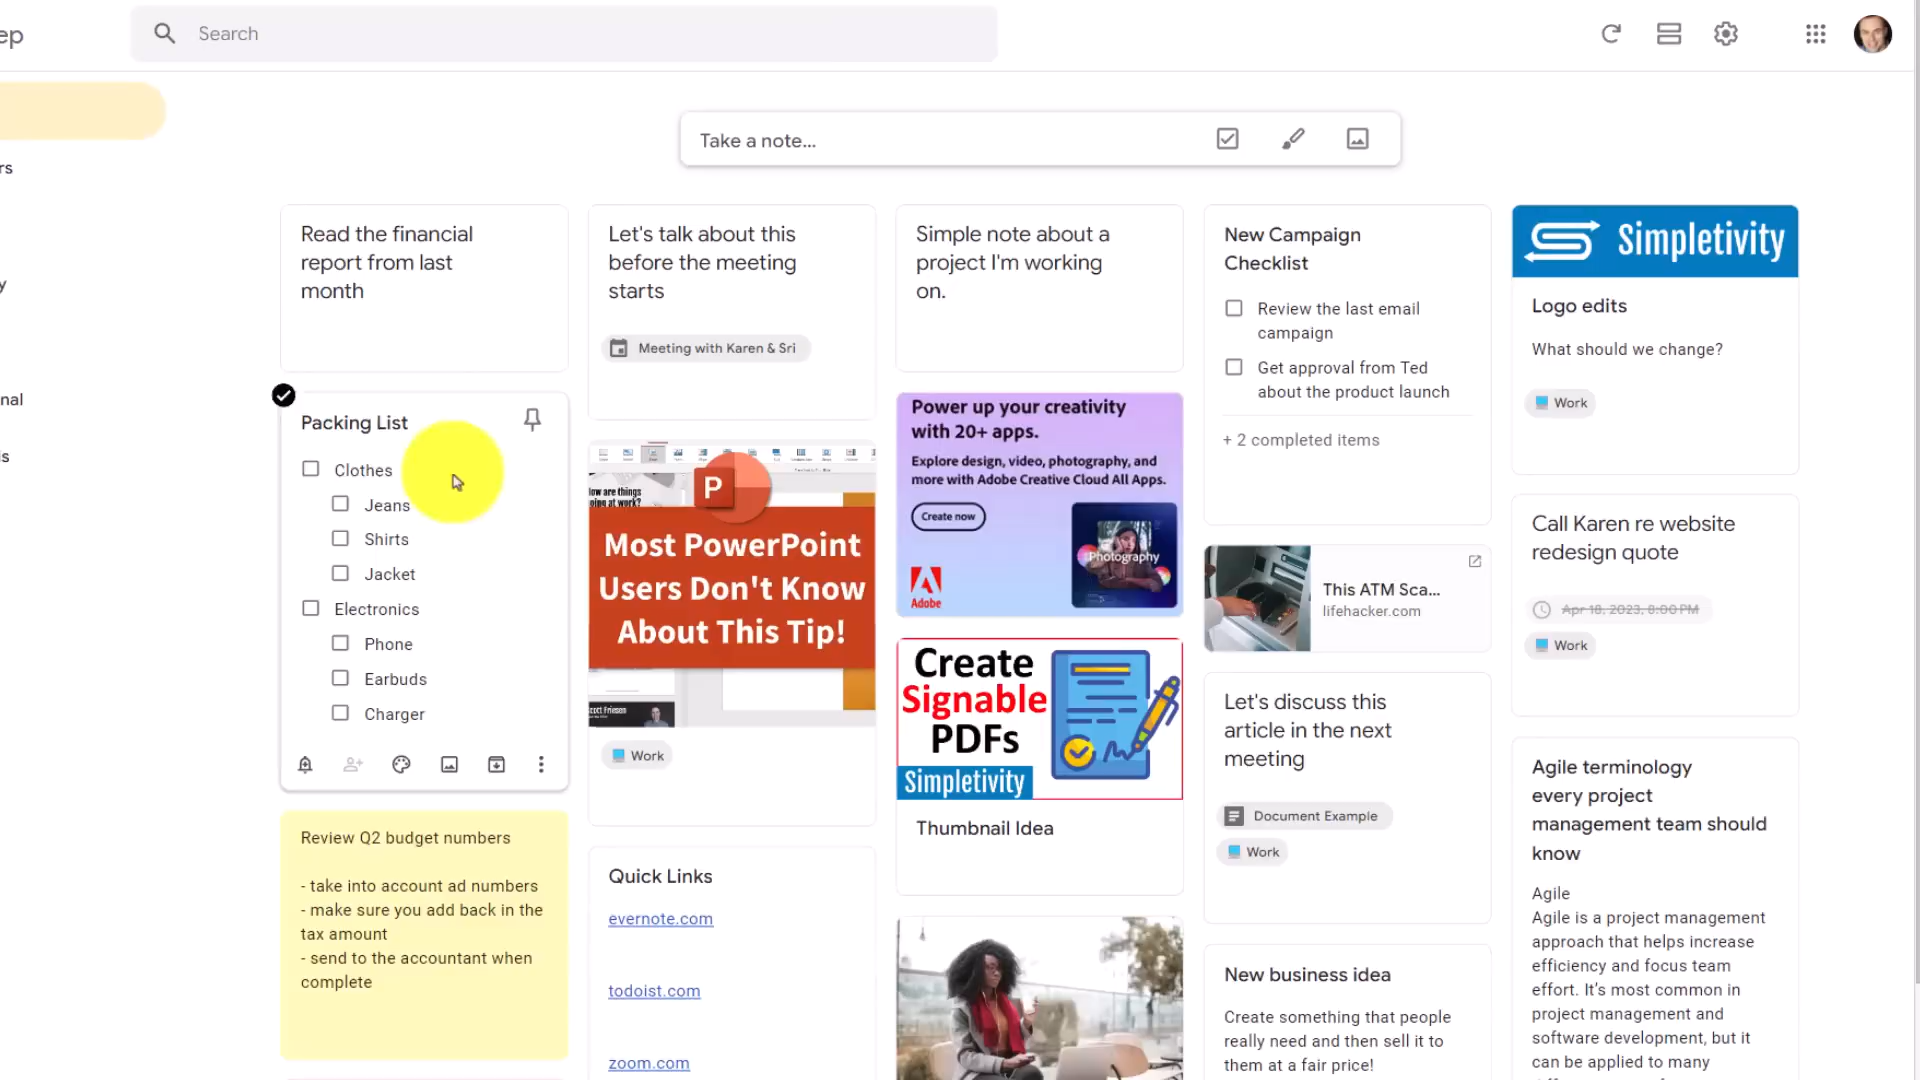 ep
Search
Take a note...
rs
y
nal
s
Read the financial
report from last
month
Packing List
Clothes
Jeans
Shirts
Jacket
Electronics
Phone
Earbuds
Charger
Review Q2 budget numbers
- take into account ad numbers
- make sure you add back in the
tax amount
- send to the accountant when
complete
Let's talk about this
before the meeting
starts
Meeting with Karen & Sri
How are things
going at work?
P
Most PowerPoint
Users Don't Know
About This Tip!
Scott Friesen
Work
Quick Links
evernote.com
todoist.com
zoom.com
Simple note about a
project I'm working
on.
Power up your creativity
with 20+ apps.
Explore design, video, photography, and
more with Adobe Creative Cloud All Apps.
Create now
Photography
Adobe
Create
Signable
PDFs
Simpletivity
Thumbnail Idea
New Campaign
Checklist
Review the last email
campaign
Get approval from Ted
about the product launch
+ 2 completed items
This ATM Sca...
lifehacker.com
Let's discuss this
article in the next
meeting
Document Example
Work
New business idea
Create something that people
really need and then sell it to
them at a fair price!
Simpletivity
Logo edits
What should we change?
Work
Call Karen re website
redesign quote
Apr 18, 2023, 8:00 PM
Work
Agile terminology
every project
management team should
know
Agile
Agile is a project management
approach that helps increase
efficiency and focus team
effort. It's most common in
project management and
software development, but it
can be applied to many